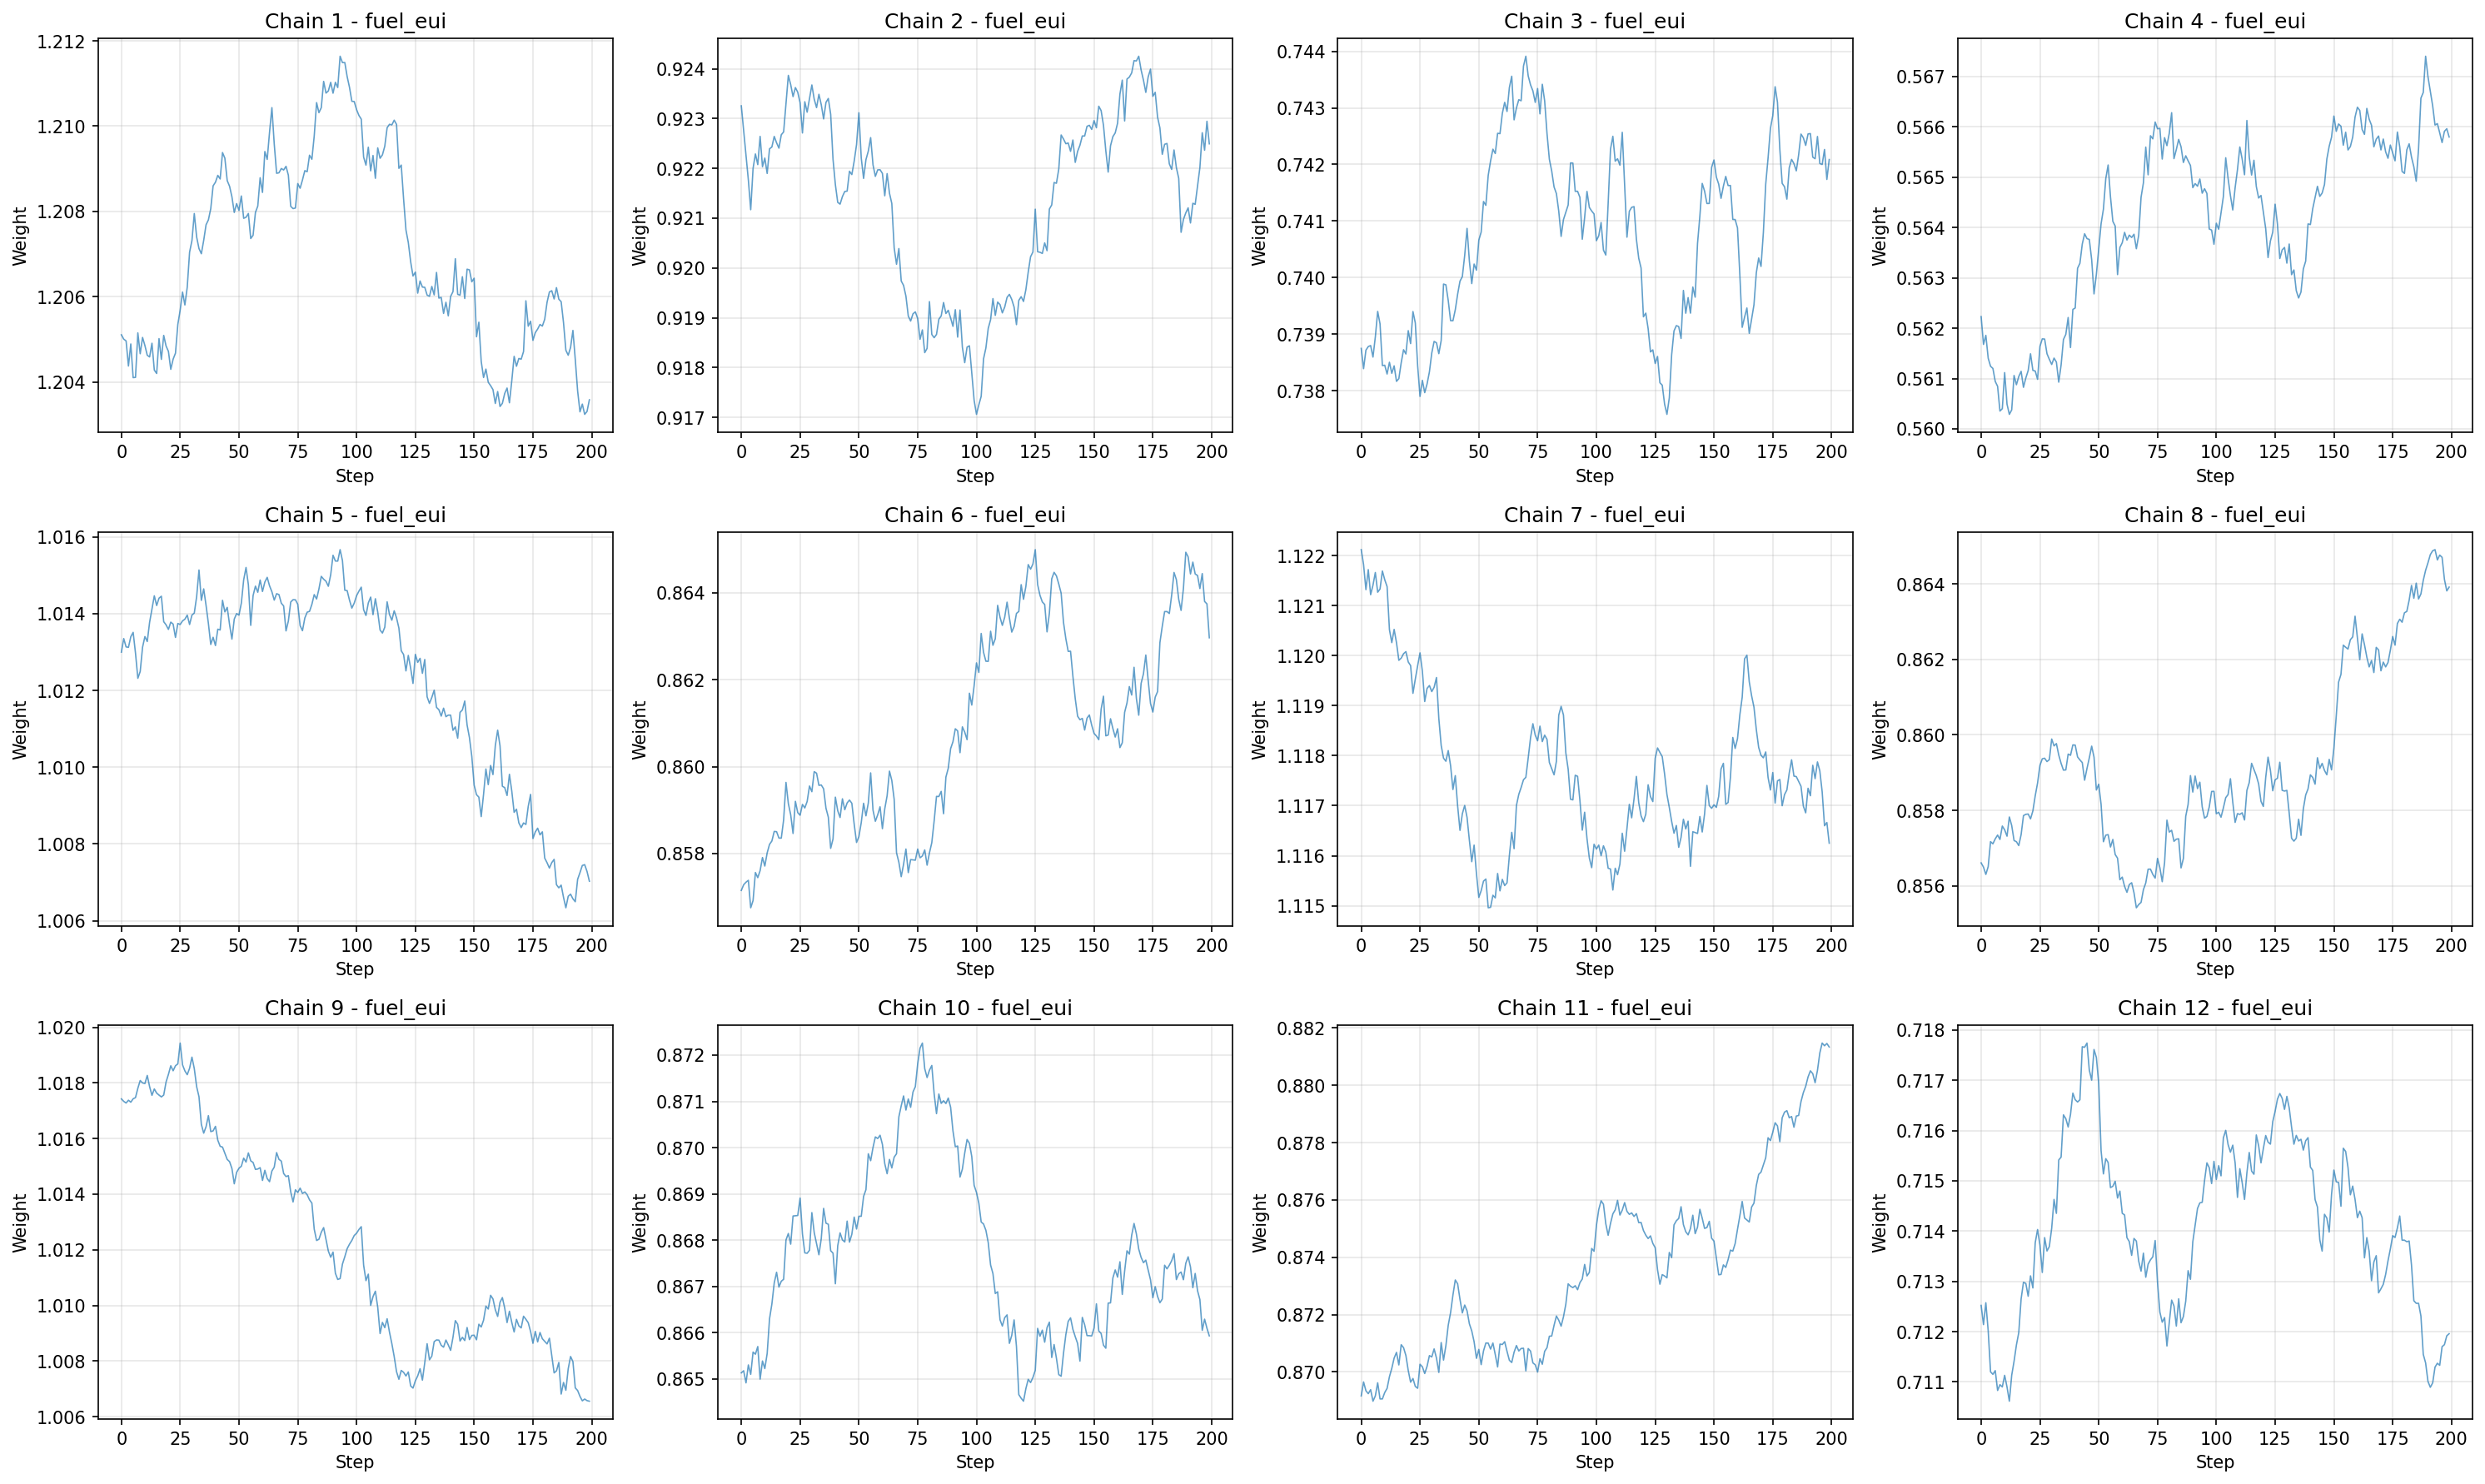 Chain 1 - fuel_eui
Weight
1.212
1.210
1.208
1.206
1.204
0 25 50 75 100 125 150 175 200
Step
Chain 2 - fuel_eui
Weight
0.924
0.923
0.922
0.921
0.920
0.919
0.918
0.917
0 25 50 75 100 125 150 175 200
Step
Chain 3 - fuel_eui
Weight
0.744
0.743
0.742
0.741
0.740
0.739
0.738
0 25 50 75 100 125 150 175 200
Step
Chain 4 - fuel_eui
Weight
0.567
0.566
0.565
0.564
0.563
0.562
0.561
0.560
0 25 50 75 100 125 150 175 200
Step
Chain 5 - fuel_eui
Weight
1.016
1.014
1.012
1.010
1.008
1.006
0 25 50 75 100 125 150 175 200
Step
Chain 6 - fuel_eui
Weight
0.864
0.862
0.860
0.858
0 25 50 75 100 125 150 175 200
Step
Chain 7 - fuel_eui
Weight
1.122
1.121
1.120
1.119
1.118
1.117
1.116
1.115
0 25 50 75 100 125 150 175 200
Step
Chain 8 - fuel_eui
Weight
0.864
0.862
0.860
0.858
0.856
0 25 50 75 100 125 150 175 200
Step
Chain 9 - fuel_eui
Weight
1.020
1.018
1.016
1.014
1.012
1.010
1.008
1.006
0 25 50 75 100 125 150 175 200
Step
Chain 10 - fuel_eui
Weight
0.872
0.871
0.870
0.869
0.868
0.867
0.866
0.865
0 25 50 75 100 125 150 175 200
Step
Chain 11 - fuel_eui
Weight
0.882
0.880
0.878
0.876
0.874
0.872
0.870
0 25 50 75 100 125 150 175 200
Step
Chain 12 - fuel_eui
Weight
0.718
0.717
0.716
0.715
0.714
0.713
0.712
0.711
0 25 50 75 100 125 150 175 200
Step